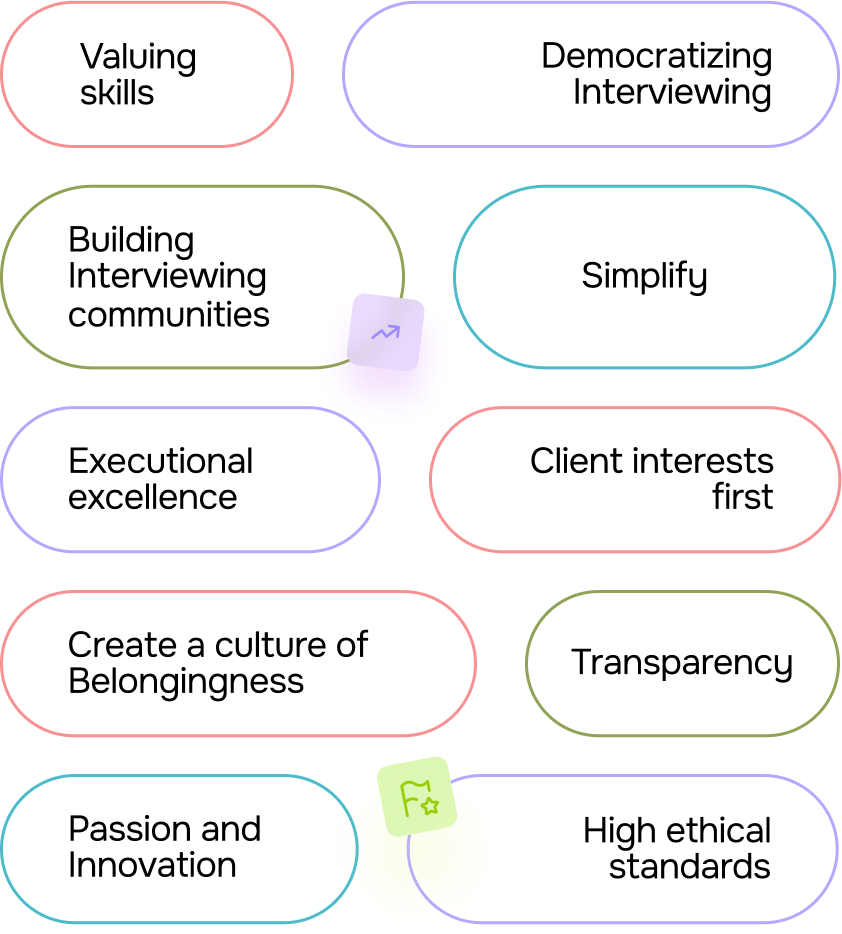 Valuing
skills
Democratizing
Interviewing
Building
Interviewing
communities
Simplify
Executional
excellence
Client interests
first
Create a culture of
Belongingness
Transparency
Passion and
Innovation
High ethical
standards